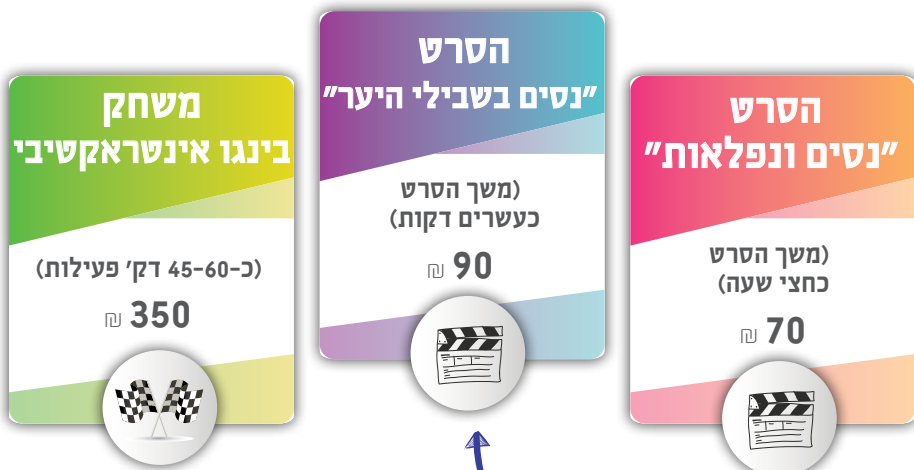 הסרט
"נסים ונפלאות"
(משך הסרט
כחצי שעה)
70 ₪
הסרט
"נסים בשבילי היער"
(משך הסרט
כעשרים דקות)
90 ₪
משחק
בינגו אינטראקטיבי
(כ-45-60 דק' פעילות)
350 ₪